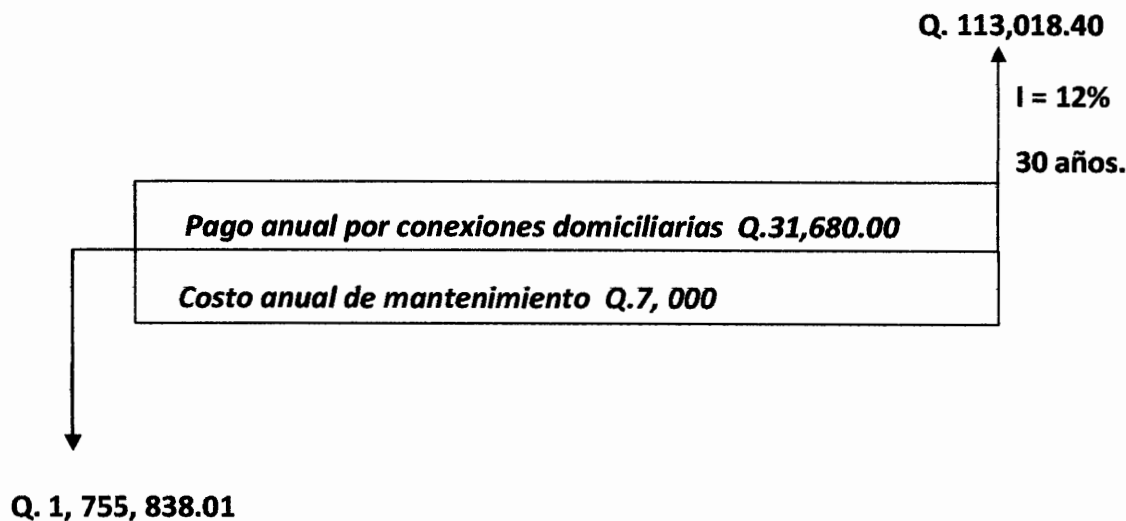 Q. 113,018.40
I = 12%
30 años.
Pago anual por conexiones domiciliarias Q.31,680.00
Costo anual de mantenimiento Q.7, 000
Q. 1, 755, 838.01